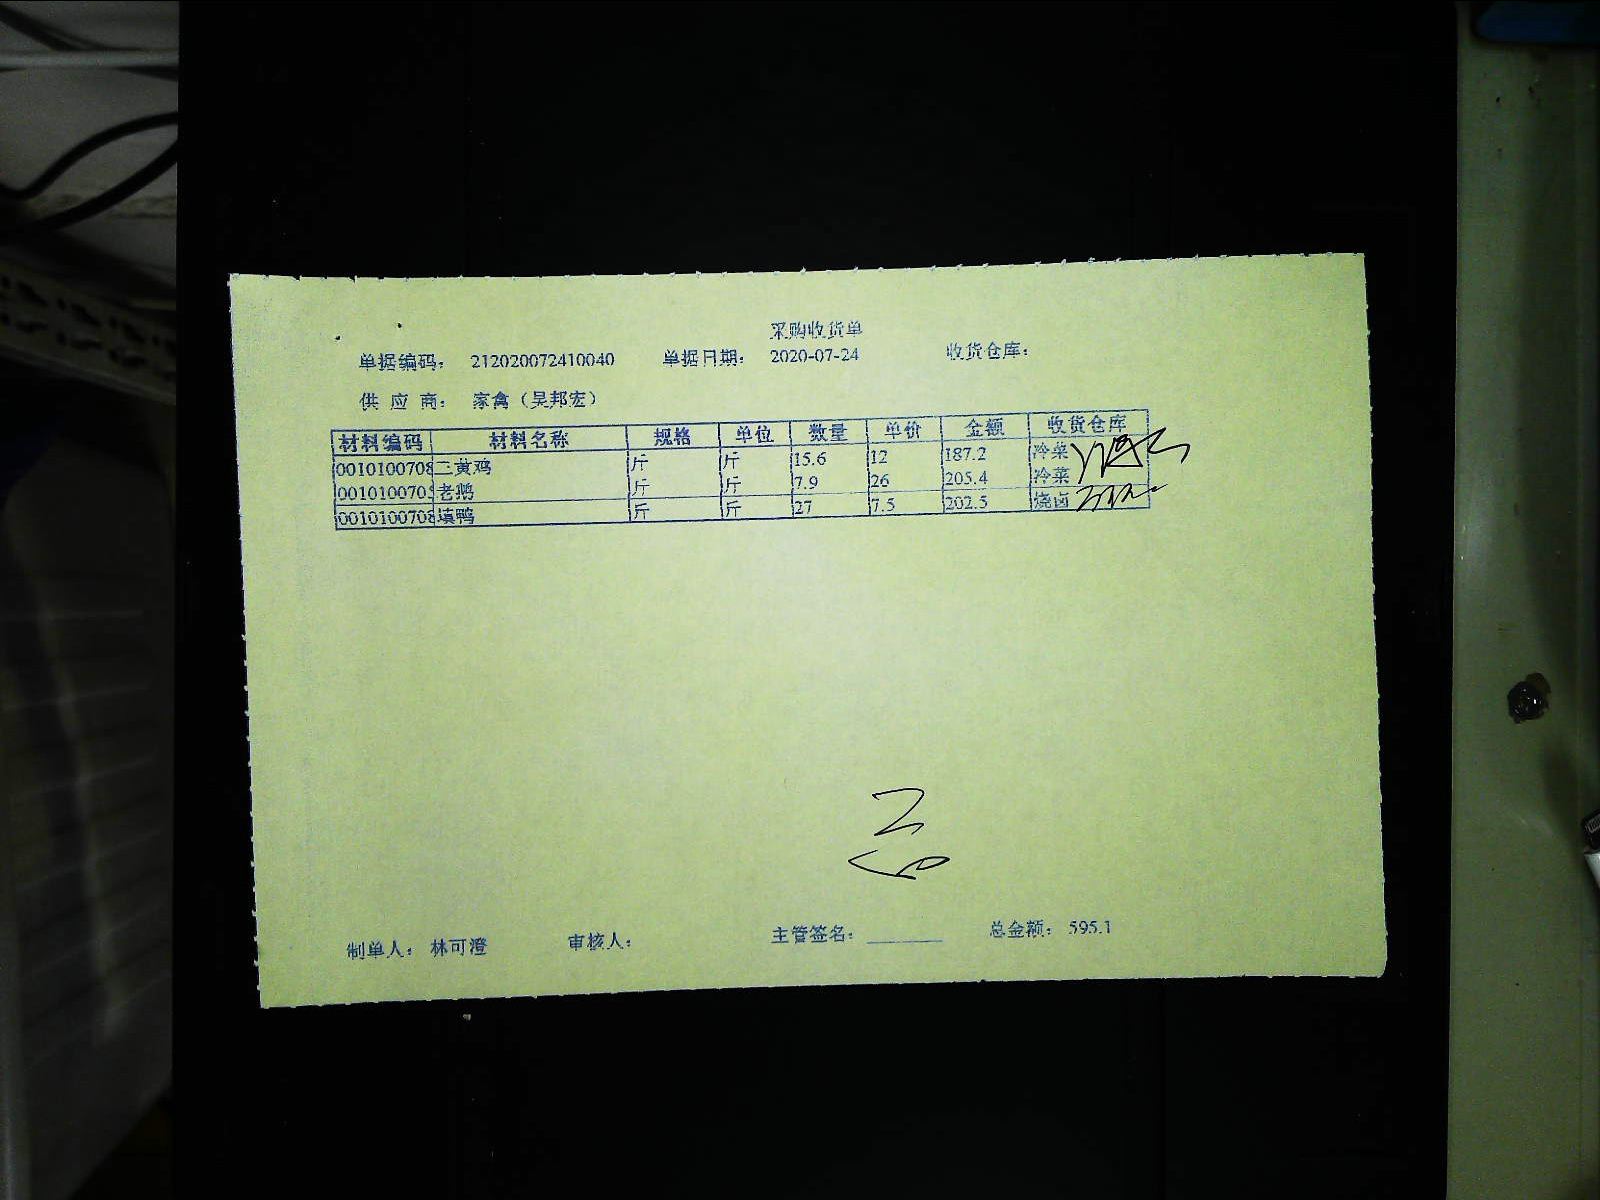 采购收货单
单据编码： 212020072410040 单据日期： 2020-07-24 收货仓库：
供 应 商： 家禽（吴邦宏）
材料编码 材料名称 规格 单位 数量 单价 金额 收货仓库
0010100708 三黄鸡 斤 斤 15.6 12 187.2 冷菜
001010070 老鹅 斤 斤 7.9 26 205.4 冷菜
0010100708 填鸭 斤 斤 27 7.5 202.5 烧卤
制单人： 林可澄 审核人： 主管签名： 总金额： 595.1